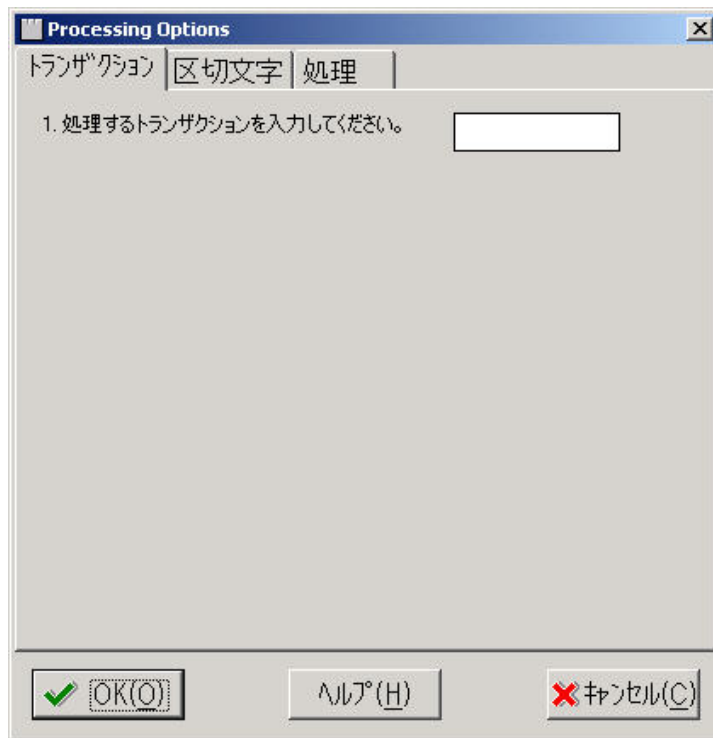 Processing Options
ﾄﾗﾝｻﾞｸｼｮﾝ 区切文字 処理
1. 処理するトランザクションを入力してください。
OK(O) ﾍﾙﾌﾟ(H) ｷｬﾝｾﾙ(C)